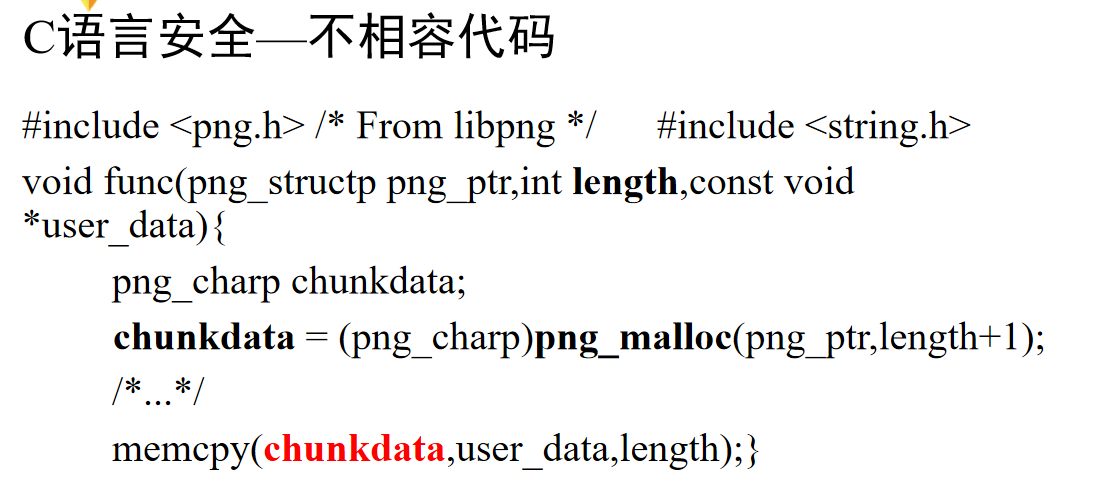 C语言安全—不相容代码
#include <png.h> /* From libpng */ #include <string.h>
void func(png_structp png_ptr,int length,const void
*user_data){
png_charp chunkdata;
chunkdata = (png_charp)png_malloc(png_ptr,length+1);
/*...*/
memcpy(chunkdata,user_data,length);}